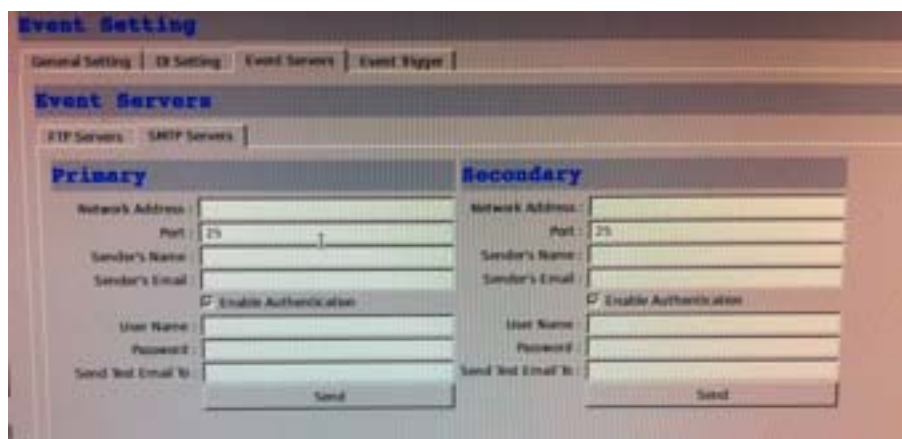 Event Setting
General Setting | DI Setting | Event Servers | Event Trigger
Event Servers
FTP Servers SMTP Servers
Primary
Network Address :
Port : 25
Sender's Name :
Sender's Email :
Enable Authentication
User Name :
Password :
Send Test Email to :
Send
Secondary
Network Address :
Port : 25
Sender's Name :
Sender's Email :
Enable Authentication
User Name :
Password :
Send Test Email to :
Send